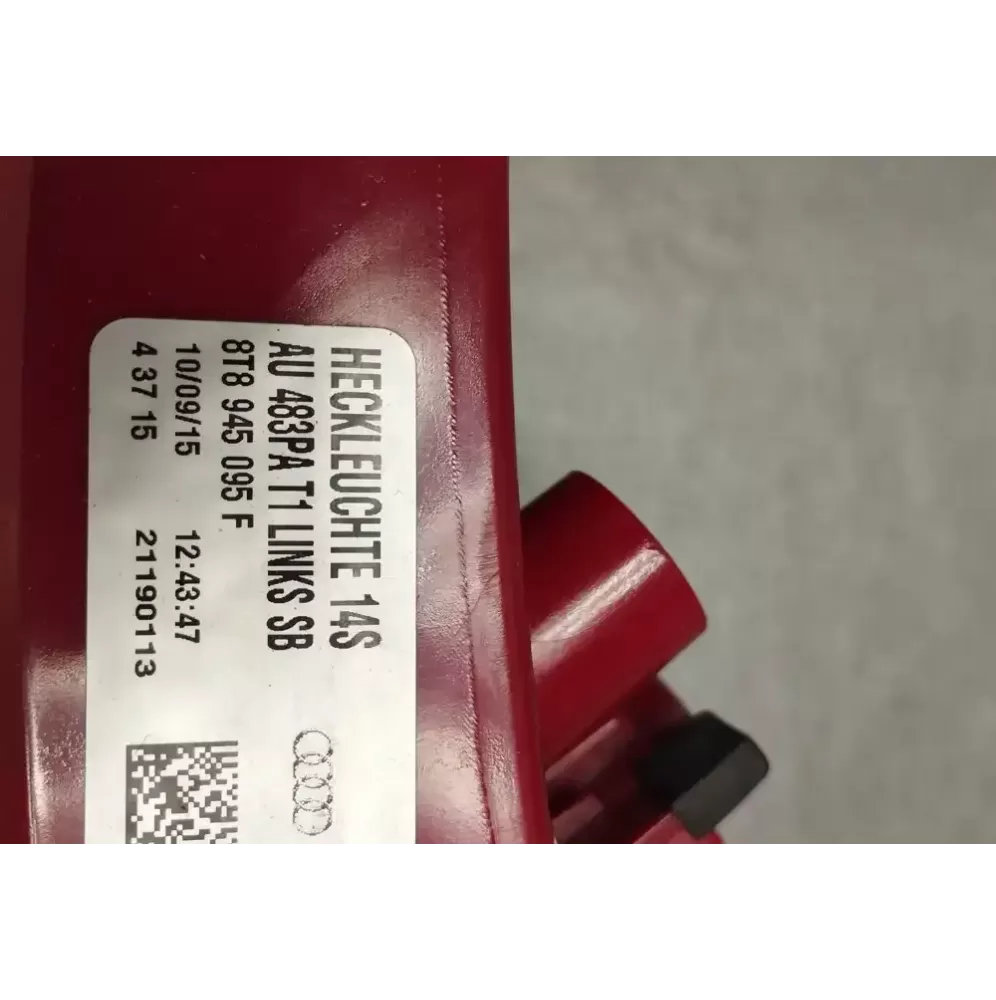 HECKLEUCHTE 14S
AU 483PA T1 LINKS SB
8T8 945 095 F
10/09/15 12:43:47
4 37 15 21190113